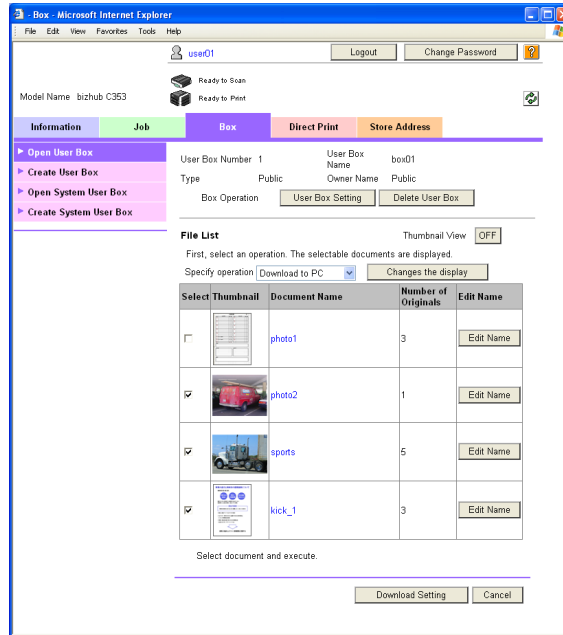 - Box - Microsoft Internet Explorer
File Edit View Favorites Tools Help
user01 Logout Change Password ?
Ready to Scan
Model Name bizhub C353 Ready to Print
Information Job Box Direct Print Store Address
Open User Box
Create User Box
Open System User Box
Create System User Box
User Box Number 1 User Box Name box01
Type Public Owner Name Public
Box Operation User Box Setting Delete User Box
File List Thumbnail View OFF
First, select an operation. The selectable documents are displayed.
Specify operation Download to PC Changes the display
Select Thumbnail Document Name Number of Originals Edit Name
photo1 3 Edit Name
photo2 1 Edit Name
sports 5 Edit Name
kick_1 3 Edit Name
Select document and execute.
Download Setting Cancel